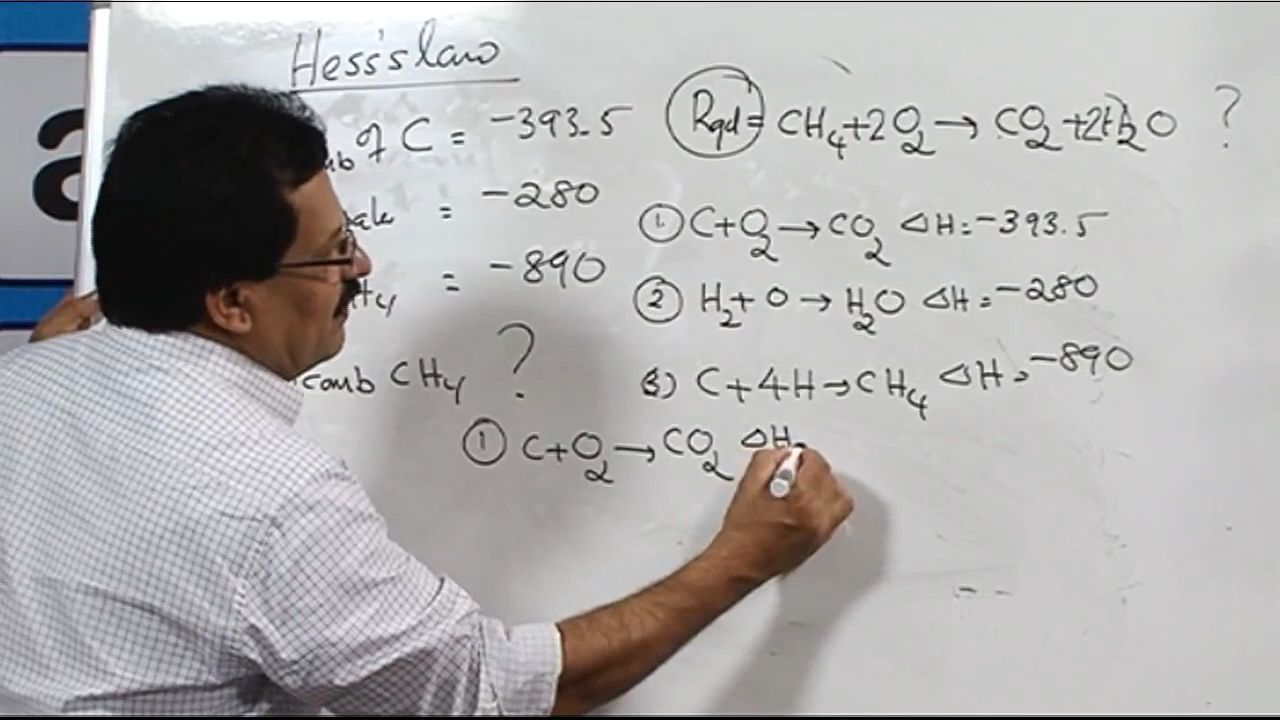 Hess's law
of C = -393.5
= -280
= -890
comb CH4 ?
Rqd = CH4+2O2 → CO2+2H2O ?
① C+O2 → CO2 ΔH = -393.5
② H2 + O → H2O ΔH = -280
3) C + 4H → CH4 ΔH = -890
① C+O2 → CO2 ΔH
a